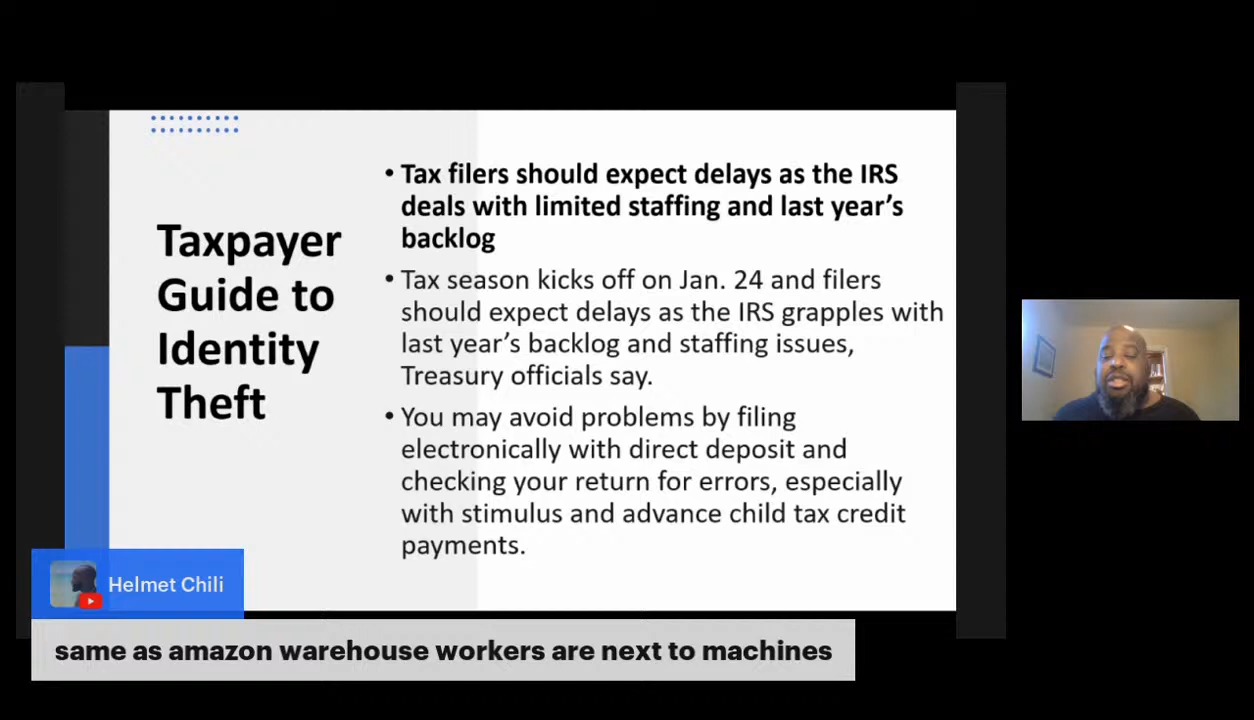 Taxpayer
Guide to
Identity
Theft
• Tax filers should expect delays as the IRS
deals with limited staffing and last year’s
backlog
• Tax season kicks off on Jan. 24 and filers
should expect delays as the IRS grapples with
last year’s backlog and staffing issues,
Treasury officials say.
• You may avoid problems by filing
electronically with direct deposit and
checking your return for errors, especially
with stimulus and advance child tax credit
payments.
Helmet Chili
same as amazon warehouse workers are next to machines